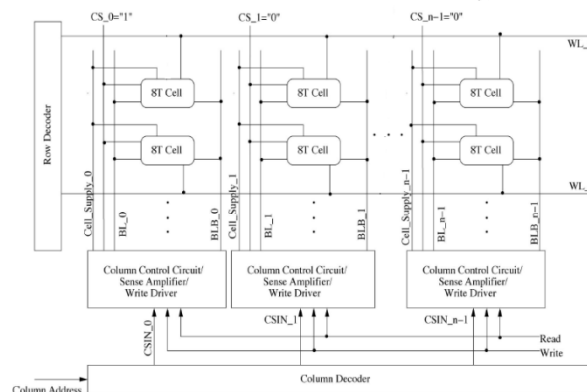 CS_0="1" CS_1="0" CS_n-1="0"
WL_
8T Cell 8T Cell 8T Cell
Row Decoder
8T Cell 8T Cell 8T Cell
WL_
Cell_Supply_0 BL_0 BLB_0 Cell_Supply_1 BL_1 BLB_1 Cell_Supply_n-1 BL_n-1 BLB_n-1
Column Control Circuit/ Column Control Circuit/ Column Control Circuit/
Sense Amplifier/ Sense Amplifier/ Sense Amplifier/
Write Driver Write Driver Write Driver
CSIN_0 CSIN_1 CSIN_n-1
Read
Write
Column Decoder
Column Address